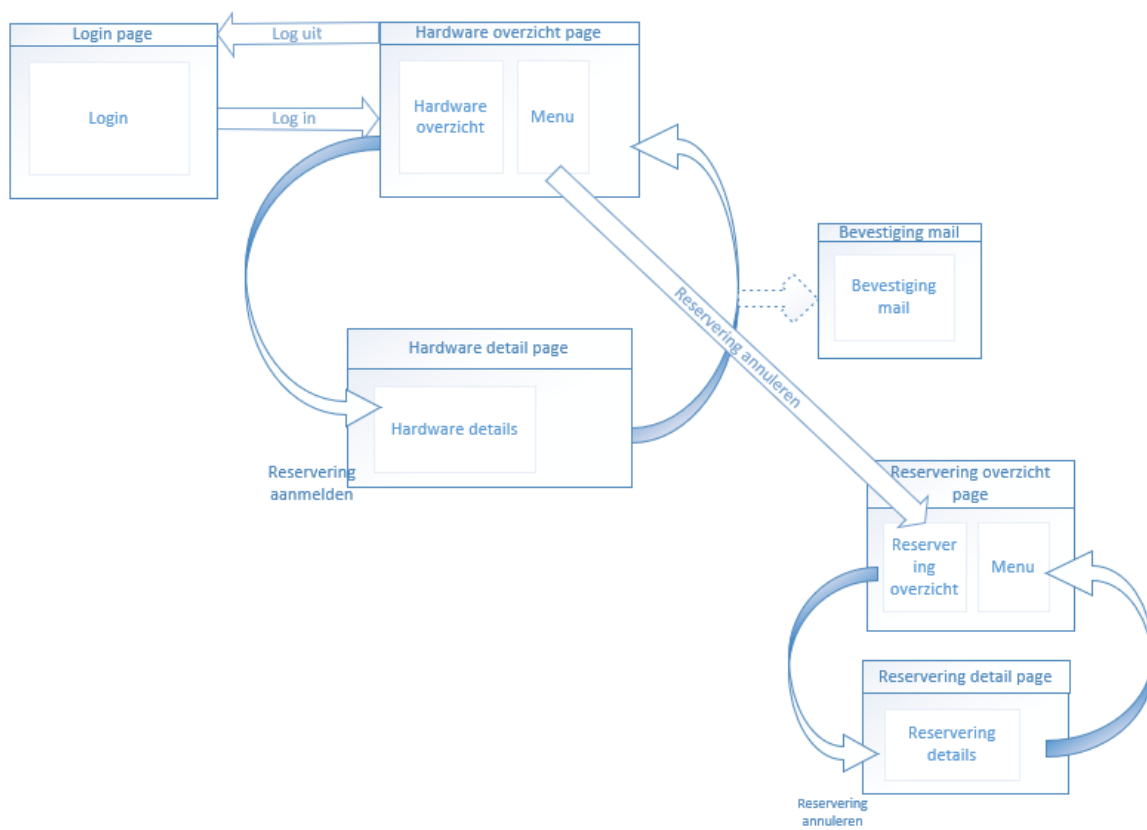 Login page
Log uit
Hardware overzicht page
Login
Log in
Hardware
overzicht
Menu
Bevestiging mail
Bevestiging
mail
Reservering annuleren
Hardware detail page
Hardware details
Reservering
aanmelden
Reservering overzicht
page
Reserver
ing
overzicht
Menu
Reservering detail page
Reservering
details
Reservering
annuleren